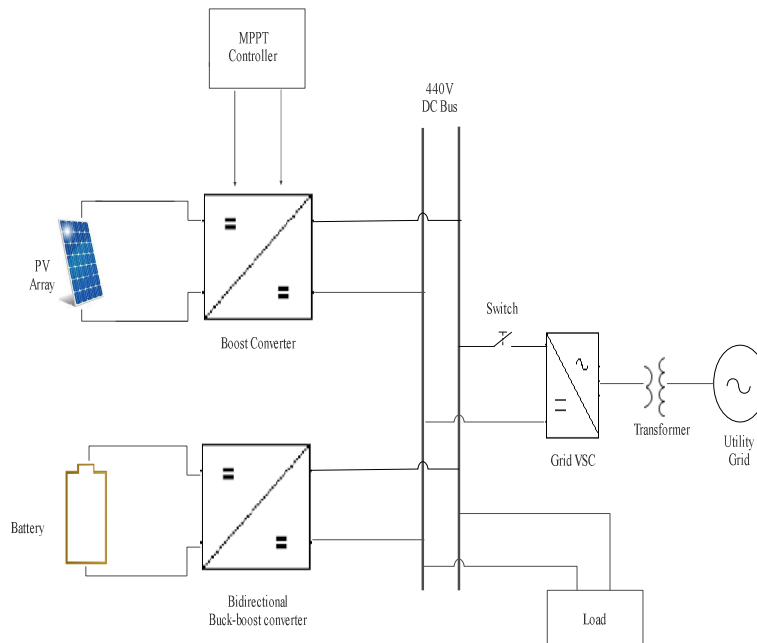 MPPT
Controller
440V
DC Bus
PV
Array
Boost Converter
Switch
Grid VSC
Transformer
Utility
Grid
Battery
Bidirectional
Buck-boost converter
Load